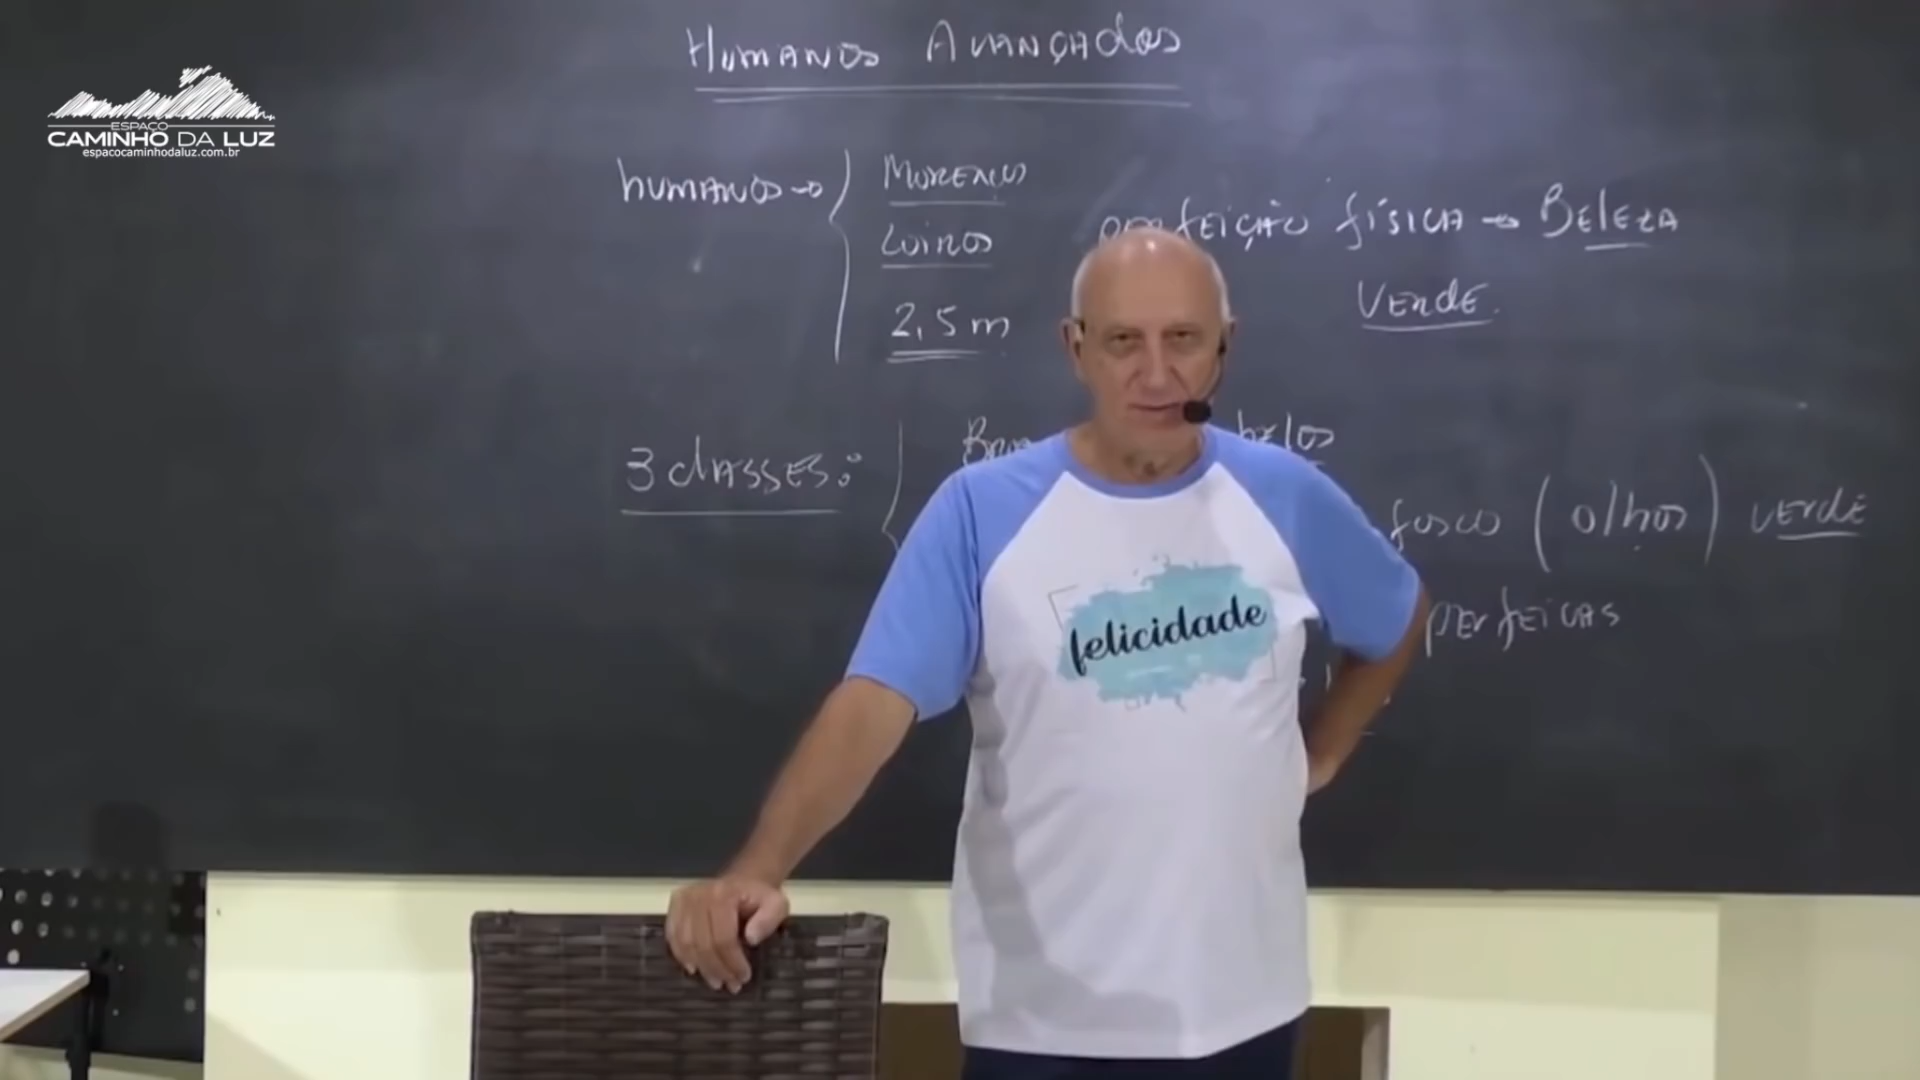 Humanos Avançados
ESPAÇO
CAMINHO DA LUZ
espacocaminhodaluz.com.br
humanos → Morenos
Loiros
2,5 m
perfeição física → Beleza
Verde.
3 classes:
belos
fosco (olhos) verde
perfeitas
felicidade